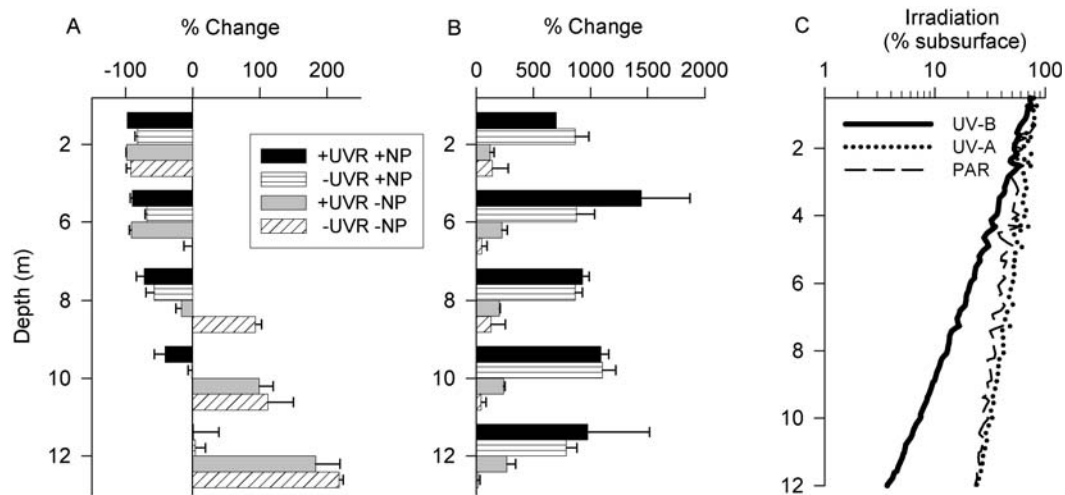 A
% Change
-100 0 100 200
Depth (m)
2
4
6
8
10
12
+UVR +NP
-UVR +NP
+UVR -NP
-UVR -NP
B
% Change
0 500 1000 1500 2000
2
4
6
8
10
12
C
Irradiation
(% subsurface)
1 10 100
2
4
6
8
10
12
UV-B
UV-A
PAR